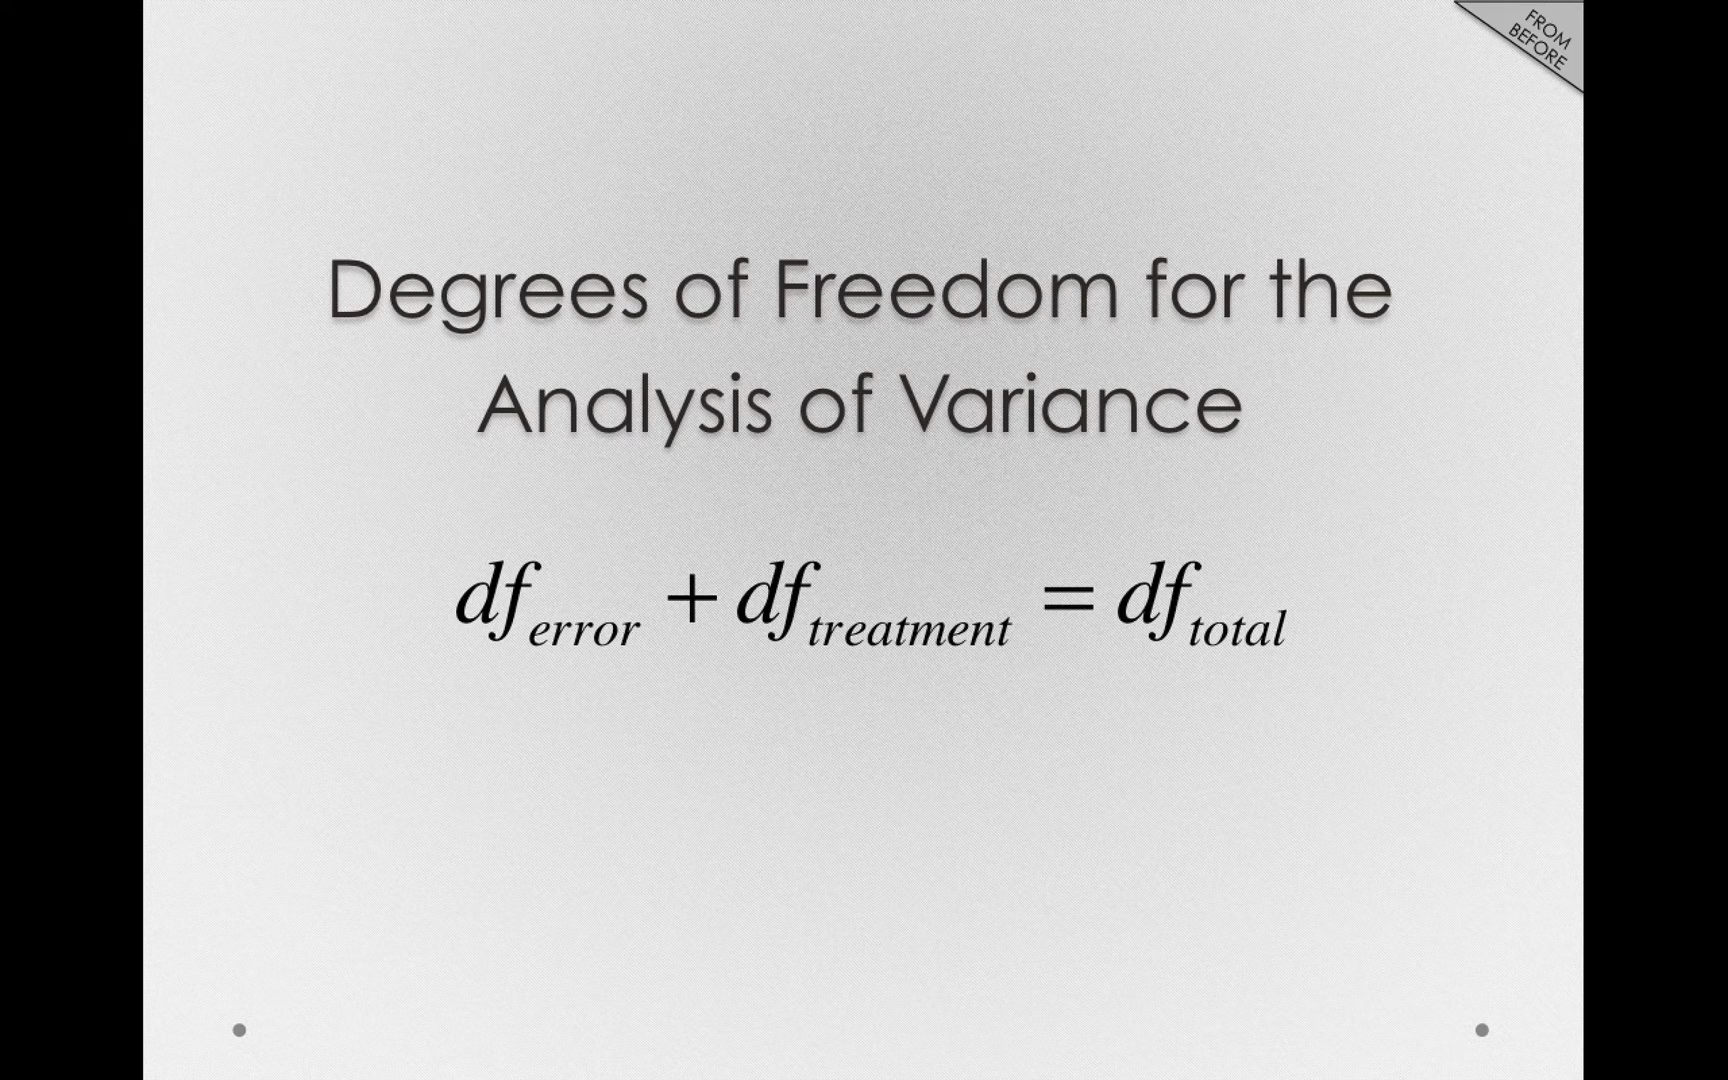 FROM
BEFORE
Degrees of Freedom for the
Analysis of Variance
df_error + df_treatment = df_total